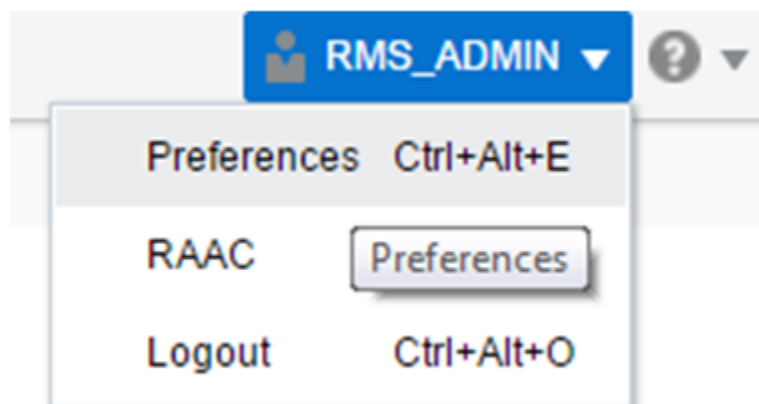 RMS_ADMIN ?
Preferences Ctrl+Alt+E
RAAC
Preferences
Logout Ctrl+Alt+O